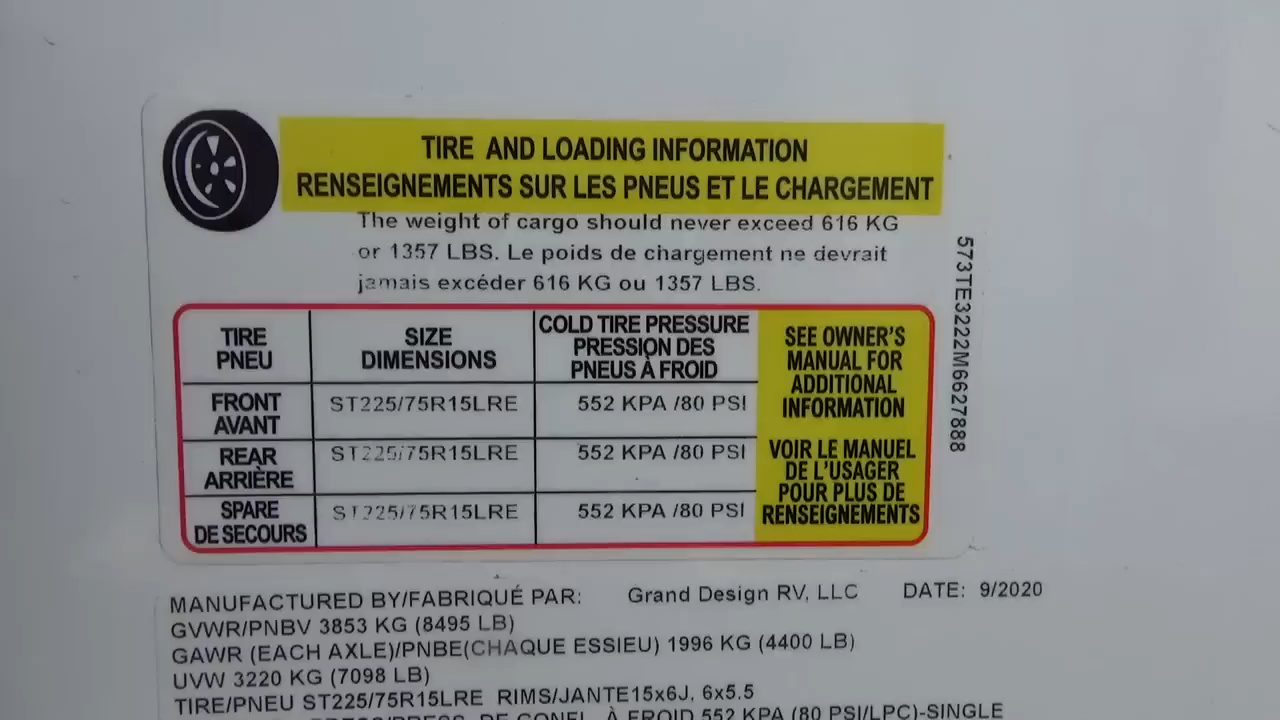 TIRE AND LOADING INFORMATION
RENSEIGNEMENTS SUR LES PNEUS ET LE CHARGEMENT
The weight of cargo should never exceed 616 KG
or 1357 LBS. Le poids de chargement ne devrait
jamais excéder 616 KG ou 1357 LBS.
TIRE
PNEU
SIZE
DIMENSIONS
COLD TIRE PRESSURE
PRESSION DES
PNEUS À FROID
SEE OWNER'S
MANUAL FOR
ADDITIONAL
INFORMATION
VOIR LE MANUEL
DE L'USAGER
POUR PLUS DE
RENSEIGNEMENTS
FRONT
AVANT
ST225/75R15LRE
552 KPA /80 PSI
REAR
ARRIÈRE
ST225/75R15LRE
552 KPA /80 PSI
SPARE
DE SECOURS
ST225/75R15LRE
552 KPA /80 PSI
573TE3222M6627888
MANUFACTURED BY/FABRIQUÉ PAR: Grand Design RV, LLC DATE: 9/2020
GVWR/PNBV 3853 KG (8495 LB)
GAWR (EACH AXLE)/PNBE(CHAQUE ESSIEU) 1996 KG (4400 LB)
UVW 3220 KG (7098 LB)
TIRE/PNEU ST225/75R15LRE RIMS/JANTE15x6J, 6x5.5
DE GONFL. À FROID 552 KPA (80 PSI/LPC)-SINGLE